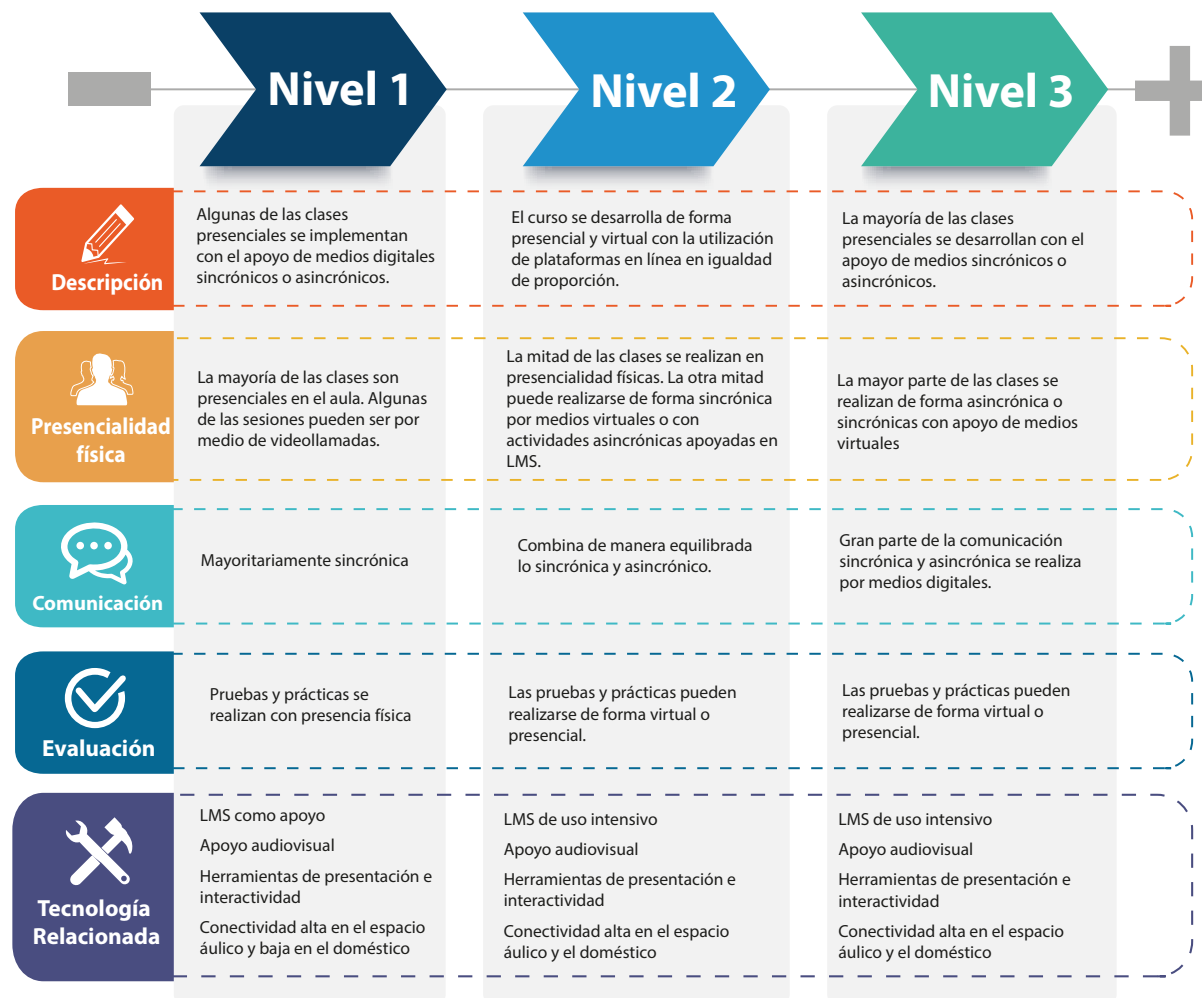 Nivel 1
Nivel 2
Nivel 3
Descripción
Algunas de las clases
presenciales se implementan
con el apoyo de medios digitales
sincrónicos o asincrónicos.
El curso se desarrolla de forma
presencial y virtual con la utilización
de plataformas en línea en igualdad
de proporción.
La mayoría de las clases
presenciales se desarrollan con el
apoyo de medios sincrónicos o
asincrónicos.
Presencialidad
física
La mayoría de las clases son
presenciales en el aula. Algunas
de las sesiones pueden ser por
medio de videollamadas.
La mitad de las clases se realizan en
presencialidad físicas. La otra mitad
puede realizarse de forma sincrónica
por medios virtuales o con
actividades asincrónicas apoyadas en
LMS.
La mayor parte de las clases se
realizan de forma asincrónica o
sincrónicas con apoyo de medios
virtuales
Comunicación
Mayoritariamente sincrónica
Combina de manera equilibrada
lo sincrónica y asincrónico.
Gran parte de la comunicación
sincrónica y asincrónica se realiza
por medios digitales.
Evaluación
Pruebas y prácticas se
realizan con presencia física
Las pruebas y prácticas pueden
realizarse de forma virtual o
presencial.
Las pruebas y prácticas pueden
realizarse de forma virtual o
presencial.
Tecnología
Relacionada
LMS como apoyo
Apoyo audiovisual
Herramientas de presentación e
interactividad
Conectividad alta en el espacio
áulico y baja en el doméstico
LMS de uso intensivo
Apoyo audiovisual
Herramientas de presentación e
interactividad
Conectividad alta en el espacio
áulico y el doméstico
LMS de uso intensivo
Apoyo audiovisual
Herramientas de presentación e
interactividad
Conectividad alta en el espacio
áulico y el doméstico